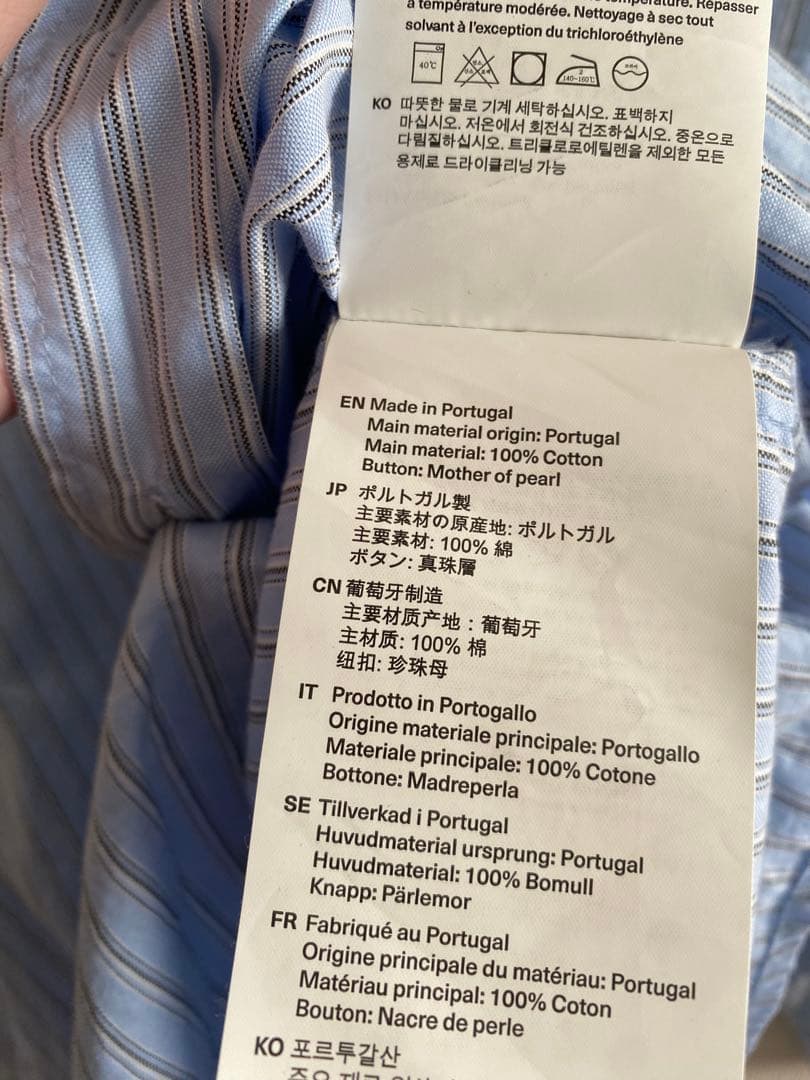 température. Répasser
à température modérée. Nettoyage à sec tout
solvant à l'exception du trichloroéthylène
40℃
2
140~160℃
KO 따뜻한 물로 기계 세탁하십시오. 표백하지
마십시오. 저온에서 회전식 건조하십시오. 중온으로
다림질하십시오. 트리클로로에틸렌을 제외한 모든
용제로 드라이클리닝 가능
EN Made in Portugal
Main material origin: Portugal
Main material: 100% Cotton
Button: Mother of pearl
JP ポルトガル製
主要素材の原産地: ポルトガル
主要素材: 100% 綿
ボタン: 真珠層
CN 葡萄牙制造
主要材质产地：葡萄牙
主材质: 100% 棉
纽扣: 珍珠母
IT Prodotto in Portogallo
Origine materiale principale: Portogallo
Materiale principale: 100% Cotone
Bottone: Madreperla
SE Tillverkad i Portugal
Huvudmaterial ursprung: Portugal
Huvudmaterial: 100% Bomull
Knapp: Pärlemor
FR Fabriqué au Portugal
Origine principale du matériau: Portugal
Matériau principal: 100% Coton
Bouton: Nacre de perle
KO 포르투갈산